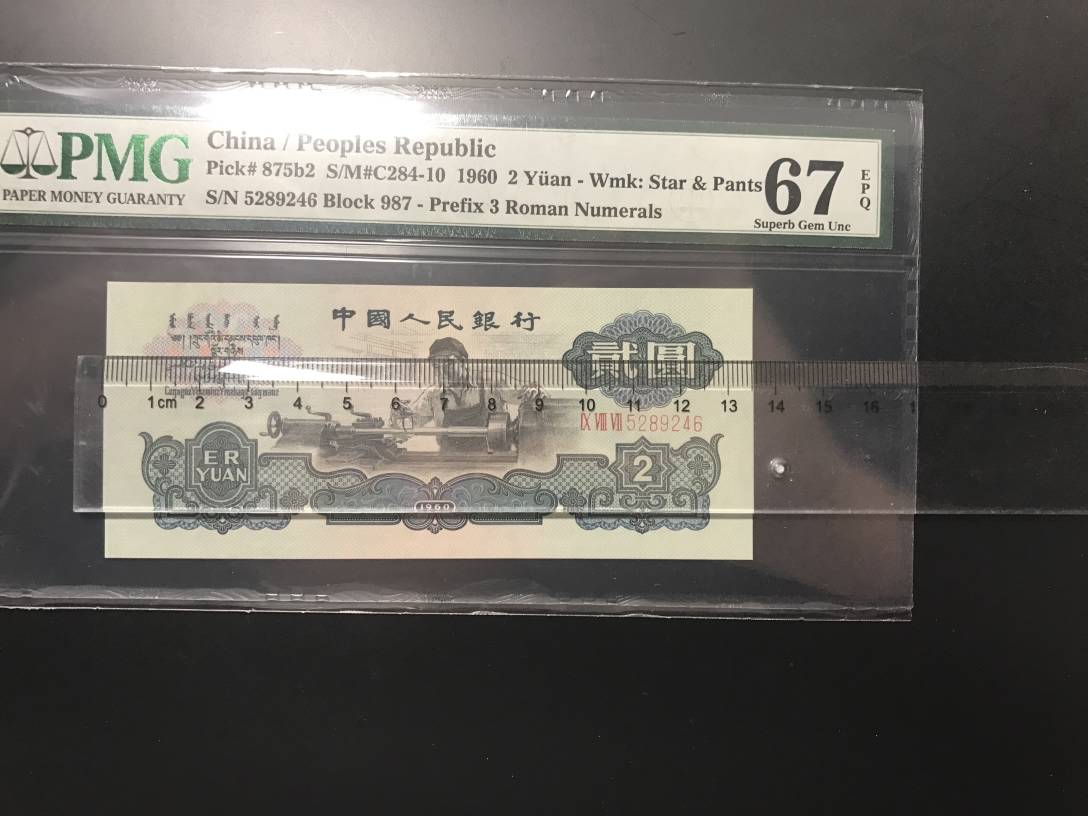 PMG
PAPER MONEY GUARANTY
China / Peoples Republic
Pick# 875b2 S/M#C284-10 1960 2 Yüan - Wmk: Star & Pants
S/N 5289246 Block 987 - Prefix 3 Roman Numerals
67
EPQ
Superb Gem Unc
中國人民銀行
貳圓
0 1cm 2 3 4 5 6 7 8 9 10 11 12 13 14 15 16
IX VIII VII 5289246
ER
YUAN
2
1960